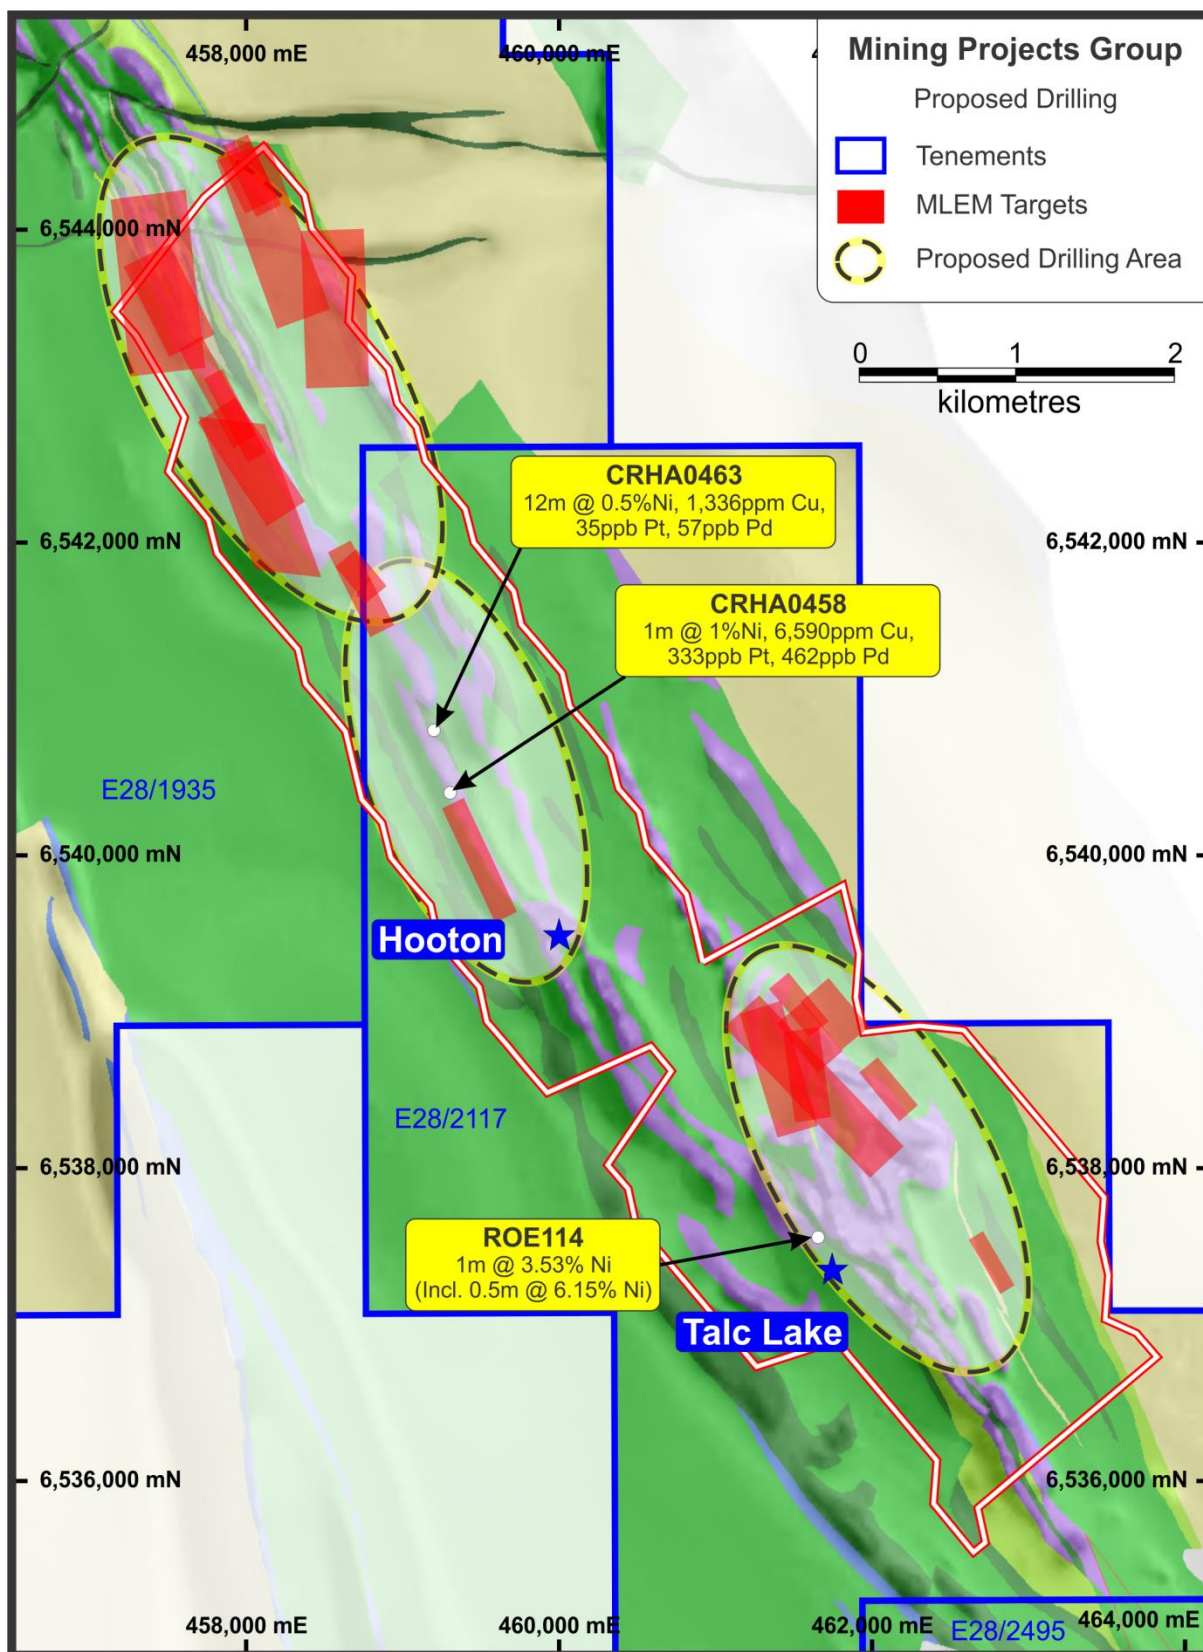 458,000 mE
460,000 mE
Mining Projects Group
Proposed Drilling
Tenements
MLEM Targets
Proposed Drilling Area
6,544,000 mN
0 1 2
kilometres
CRHA0463
12m @ 0.5%Ni, 1,336ppm Cu,
35ppb Pt, 57ppb Pd
6,542,000 mN
6,542,000 mN
CRHA0458
1m @ 1%Ni, 6,590ppm Cu,
333ppb Pt, 462ppb Pd
E28/1935
6,540,000 mN
6,540,000 mN
Hooton
E28/2117
6,538,000 mN
6,538,000 mN
ROE114
1m @ 3.53% Ni
(Incl. 0.5m @ 6.15% Ni)
Talc Lake
6,536,000 mN
6,536,000 mN
458,000 mE
460,000 mE
462,000 mE
E28/2495
464,000 mE